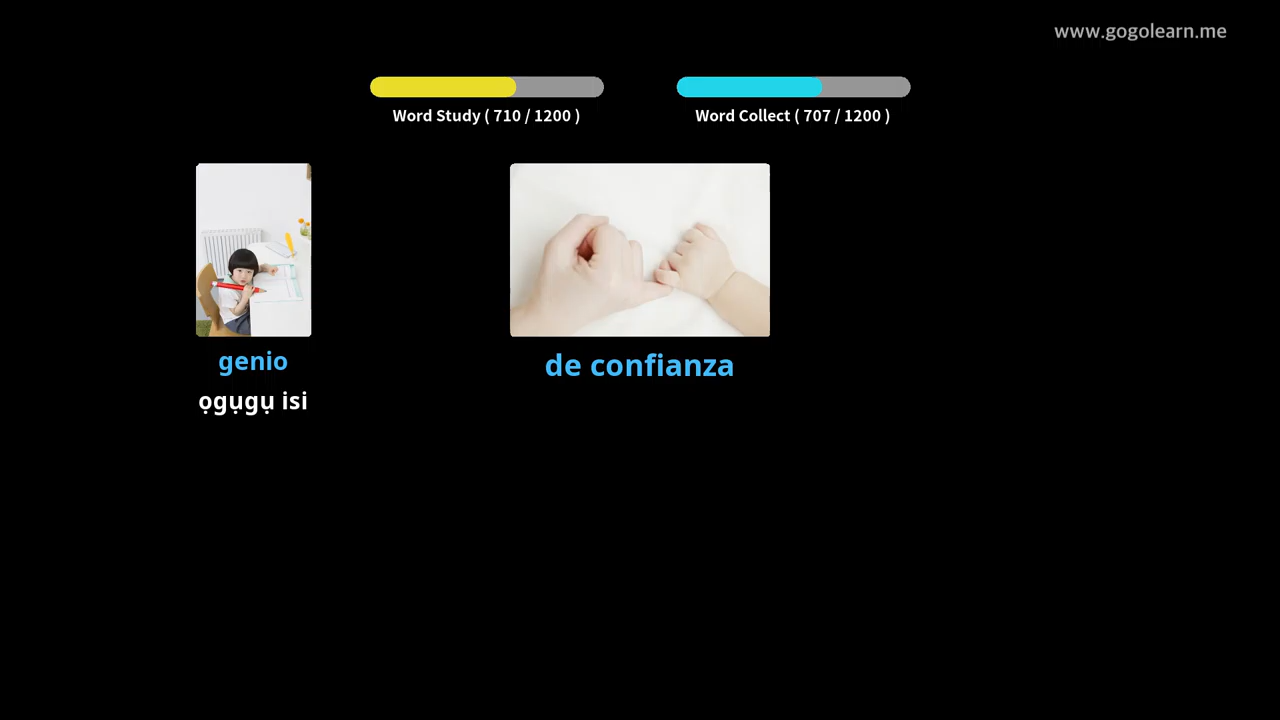 www.gogolearn.me
Word Study ( 710 / 1200 )
Word Collect ( 707 / 1200 )
genio
ọgụgụ isi
de confianza